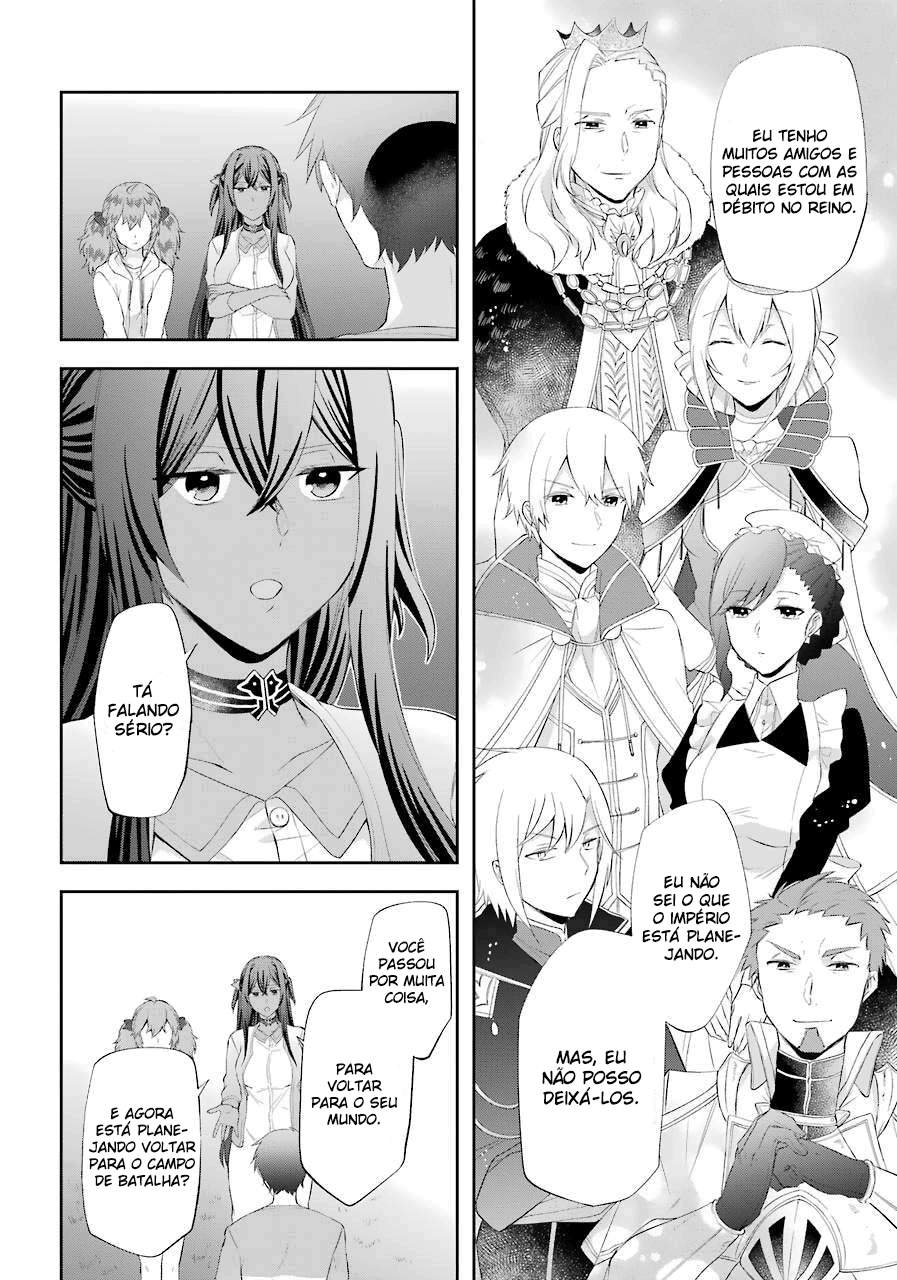 EU TENHO
MUITOS AMIGOS E
PESSOAS COM AS
QUAIS ESTOU EM
DÉBITO NO REINO.
EU NÃO
SEI O QUE
O IMPÉRIO
ESTÁ PLANE-
JANDO.
MAS, EU
NÃO POSSO
DEIXÁ-LOS.
TÁ
FALANDO
SÉRIO?
VOCÊ
PASSOU
POR MUITA
COISA,
PARA
VOLTAR
PARA O SEU
MUNDO.
E AGORA
ESTÁ PLANE-
JANDO VOLTAR
PARA O CAMPO
DE BATALHA?